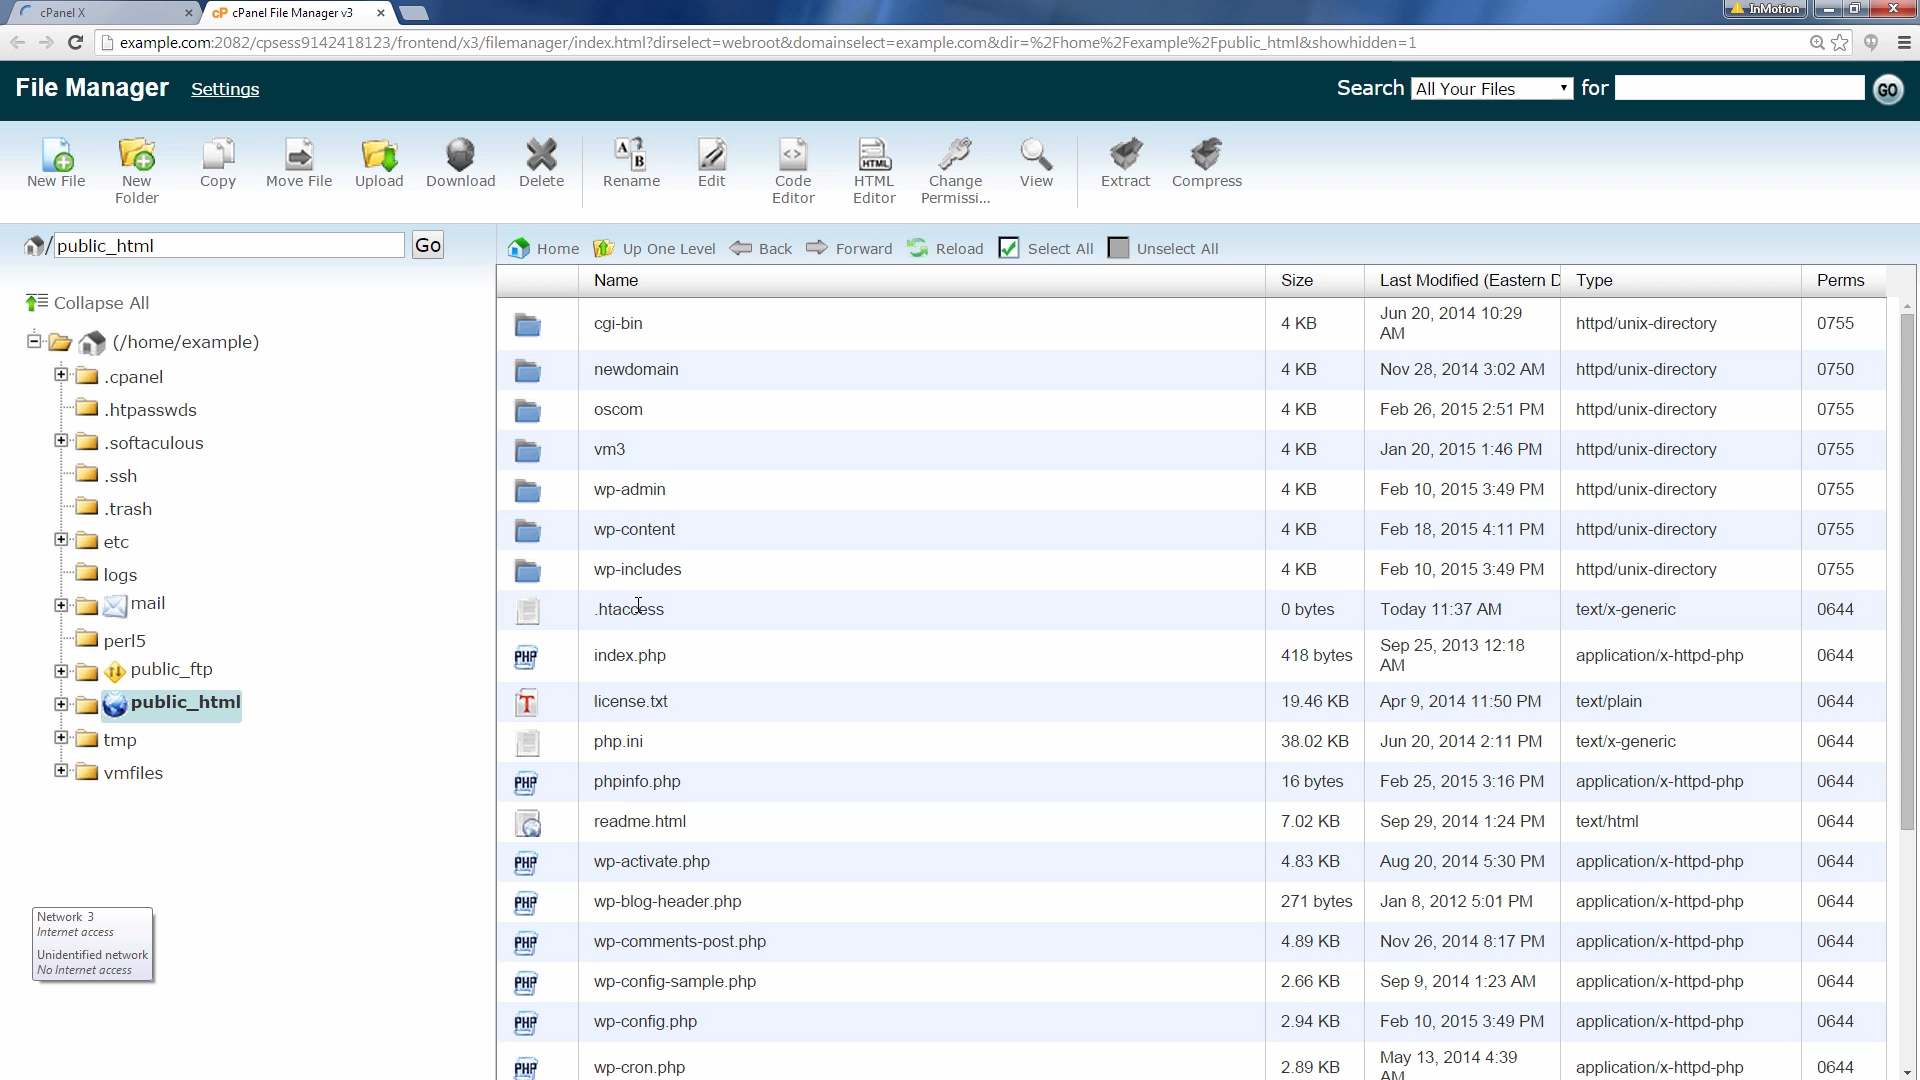 cPanel X
cPanel File Manager v3
InMotion
example.com:2082/cpsess9142418123/frontend/x3/filemanager/index.html?dirselect=webroot&domainselect=example.com&dir=%2Fhome%2Fexample%2Fpublic_html&showhidden=1
File Manager Settings
Search All Your Files for GO
New File
New Folder
Copy
Move File
Upload
Download
Delete
Rename
Edit
Code Editor
HTML Editor
Change Permissi...
View
Extract
Compress
/ public_html Go
Collapse All
(/home/example)
.cpanel
.htpasswds
.softaculous
.ssh
.trash
etc
logs
mail
perl5
public_ftp
public_html
tmp
vmfiles
Network 3
Internet access
Unidentified network
No Internet access
Home Up One Level Back Forward Reload Select All Unselect All
Name Size Last Modified (Eastern D Type Perms
cgi-bin 4 KB Jun 20, 2014 10:29 AM httpd/unix-directory 0755
newdomain 4 KB Nov 28, 2014 3:02 AM httpd/unix-directory 0750
oscom 4 KB Feb 26, 2015 2:51 PM httpd/unix-directory 0755
vm3 4 KB Jan 20, 2015 1:46 PM httpd/unix-directory 0755
wp-admin 4 KB Feb 10, 2015 3:49 PM httpd/unix-directory 0755
wp-content 4 KB Feb 18, 2015 4:11 PM httpd/unix-directory 0755
wp-includes 4 KB Feb 10, 2015 3:49 PM httpd/unix-directory 0755
.htaccess 0 bytes Today 11:37 AM text/x-generic 0644
PHP index.php 418 bytes Sep 25, 2013 12:18 AM application/x-httpd-php 0644
T license.txt 19.46 KB Apr 9, 2014 11:50 PM text/plain 0644
php.ini 38.02 KB Jun 20, 2014 2:11 PM text/x-generic 0644
PHP phpinfo.php 16 bytes Feb 25, 2015 3:16 PM application/x-httpd-php 0644
readme.html 7.02 KB Sep 29, 2014 1:24 PM text/html 0644
PHP wp-activate.php 4.83 KB Aug 20, 2014 5:30 PM application/x-httpd-php 0644
PHP wp-blog-header.php 271 bytes Jan 8, 2012 5:01 PM application/x-httpd-php 0644
PHP wp-comments-post.php 4.89 KB Nov 26, 2014 8:17 PM application/x-httpd-php 0644
PHP wp-config-sample.php 2.66 KB Sep 9, 2014 1:23 AM application/x-httpd-php 0644
PHP wp-config.php 2.94 KB Feb 10, 2015 3:49 PM application/x-httpd-php 0644
PHP wp-cron.php 2.89 KB May 13, 2014 4:39 AM application/x-httpd-php 0644